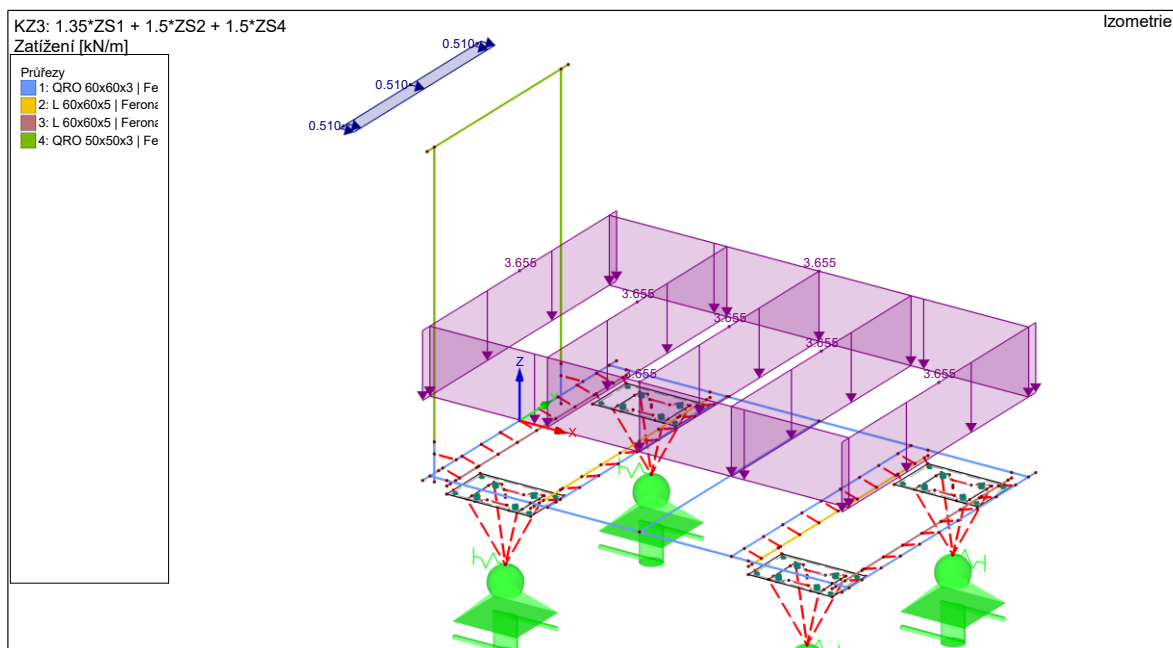 KZ3: 1.35*ZS1 + 1.5*ZS2 + 1.5*ZS4
Izometrie
Zatížení [kN/m]
Průřezy
1: QRO 60x60x3 | Fe
2: L 60x60x5 | Ferona
3: L 60x60x5 | Ferona
4: QRO 50x50x3 | Fe
0.510
0.510
0.510
3.655
3.655
3.655
3.655
3.655
3.655
3.655
Z
X